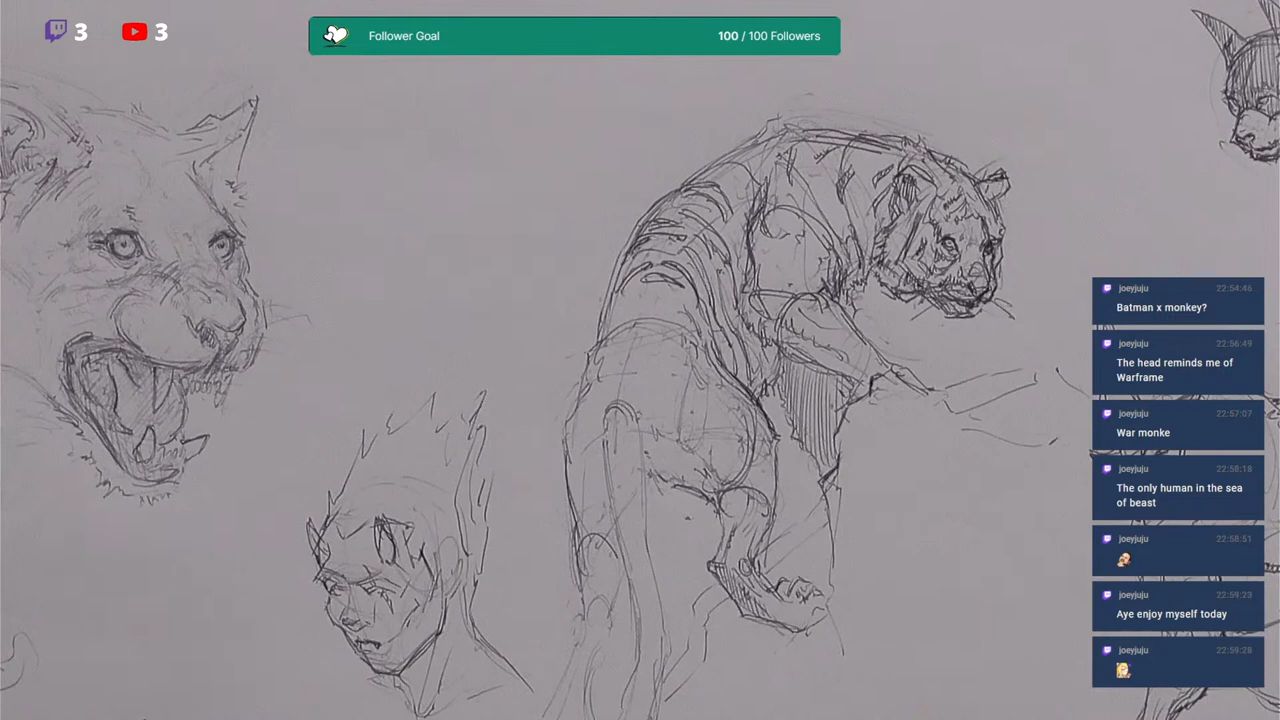 3
3
Follower Goal
100 / 100 Followers
joeyjuju 22:54:46
Batman x monkey?
joeyjuju 22:56:49
The head reminds me of
Warframe
joeyjuju 22:57:07
War monke
joeyjuju 22:58:18
The only human in the sea
of beast
joeyjuju 22:58:51
joeyjuju 22:59:23
Aye enjoy myself today
joeyjuju 22:59:28